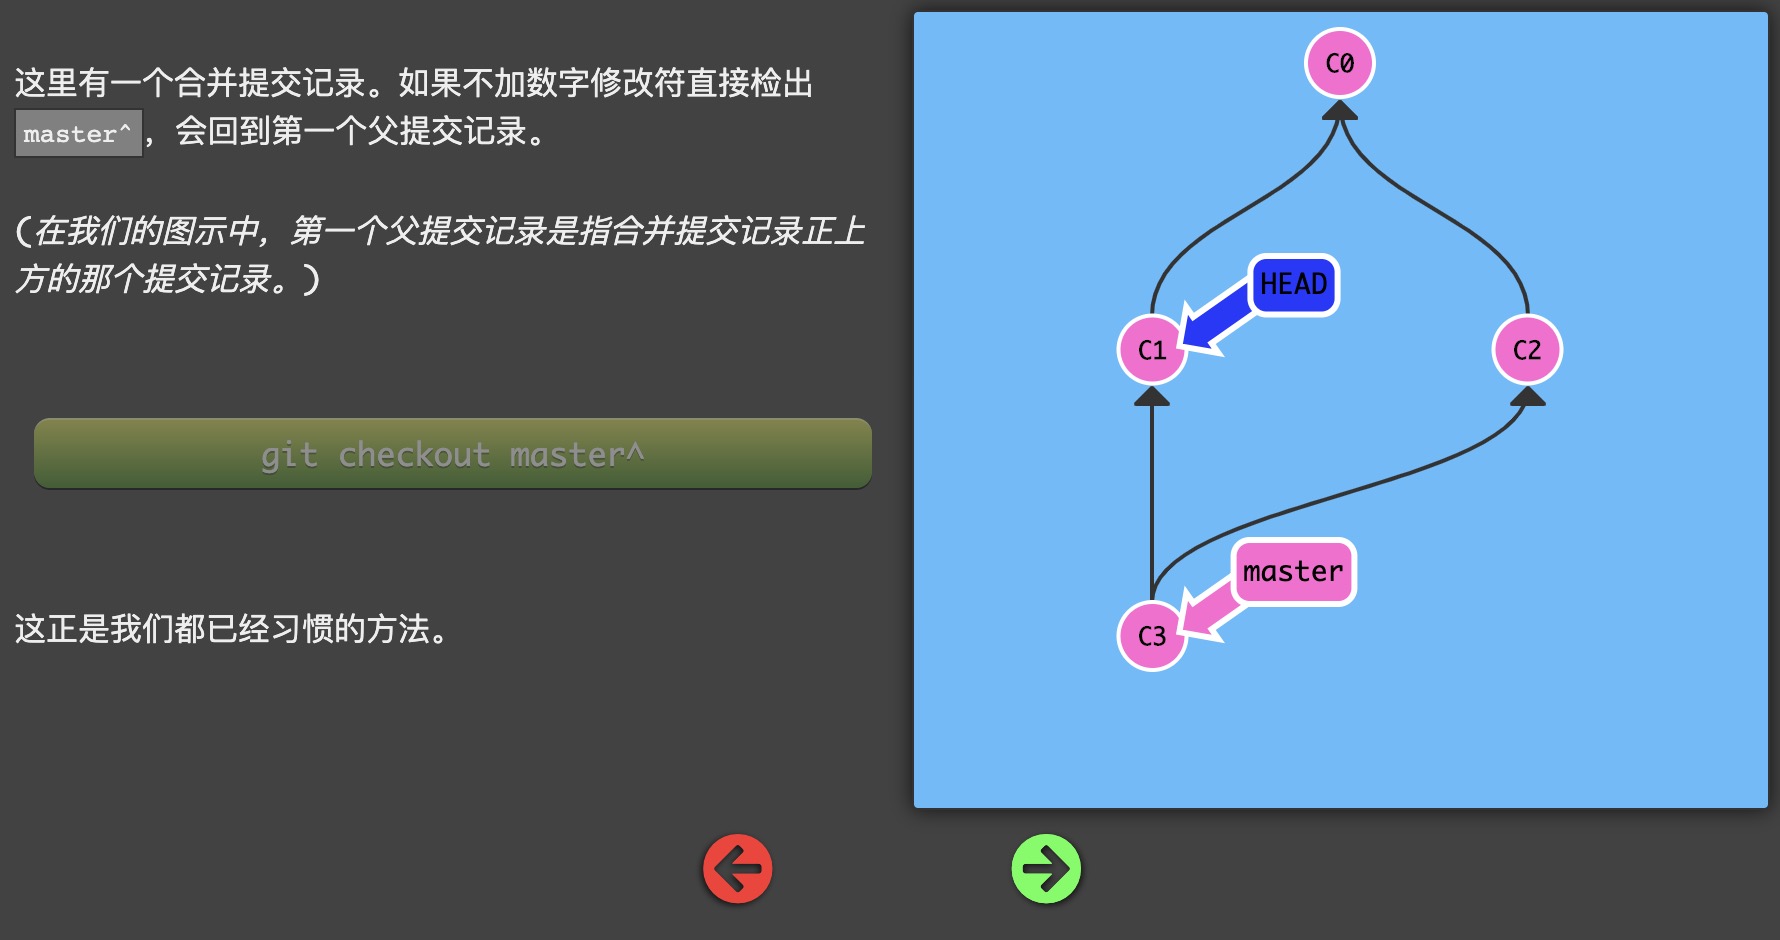 这里有一个合并提交记录。如果不加数字修改符直接检出
master^，会回到第一个父提交记录。
(在我们的图示中，第一个父提交记录是指合并提交记录正上
方的那个提交记录。)
git checkout master^
这正是我们都已经习惯的方法。
C0
HEAD
C1
C2
master
C3